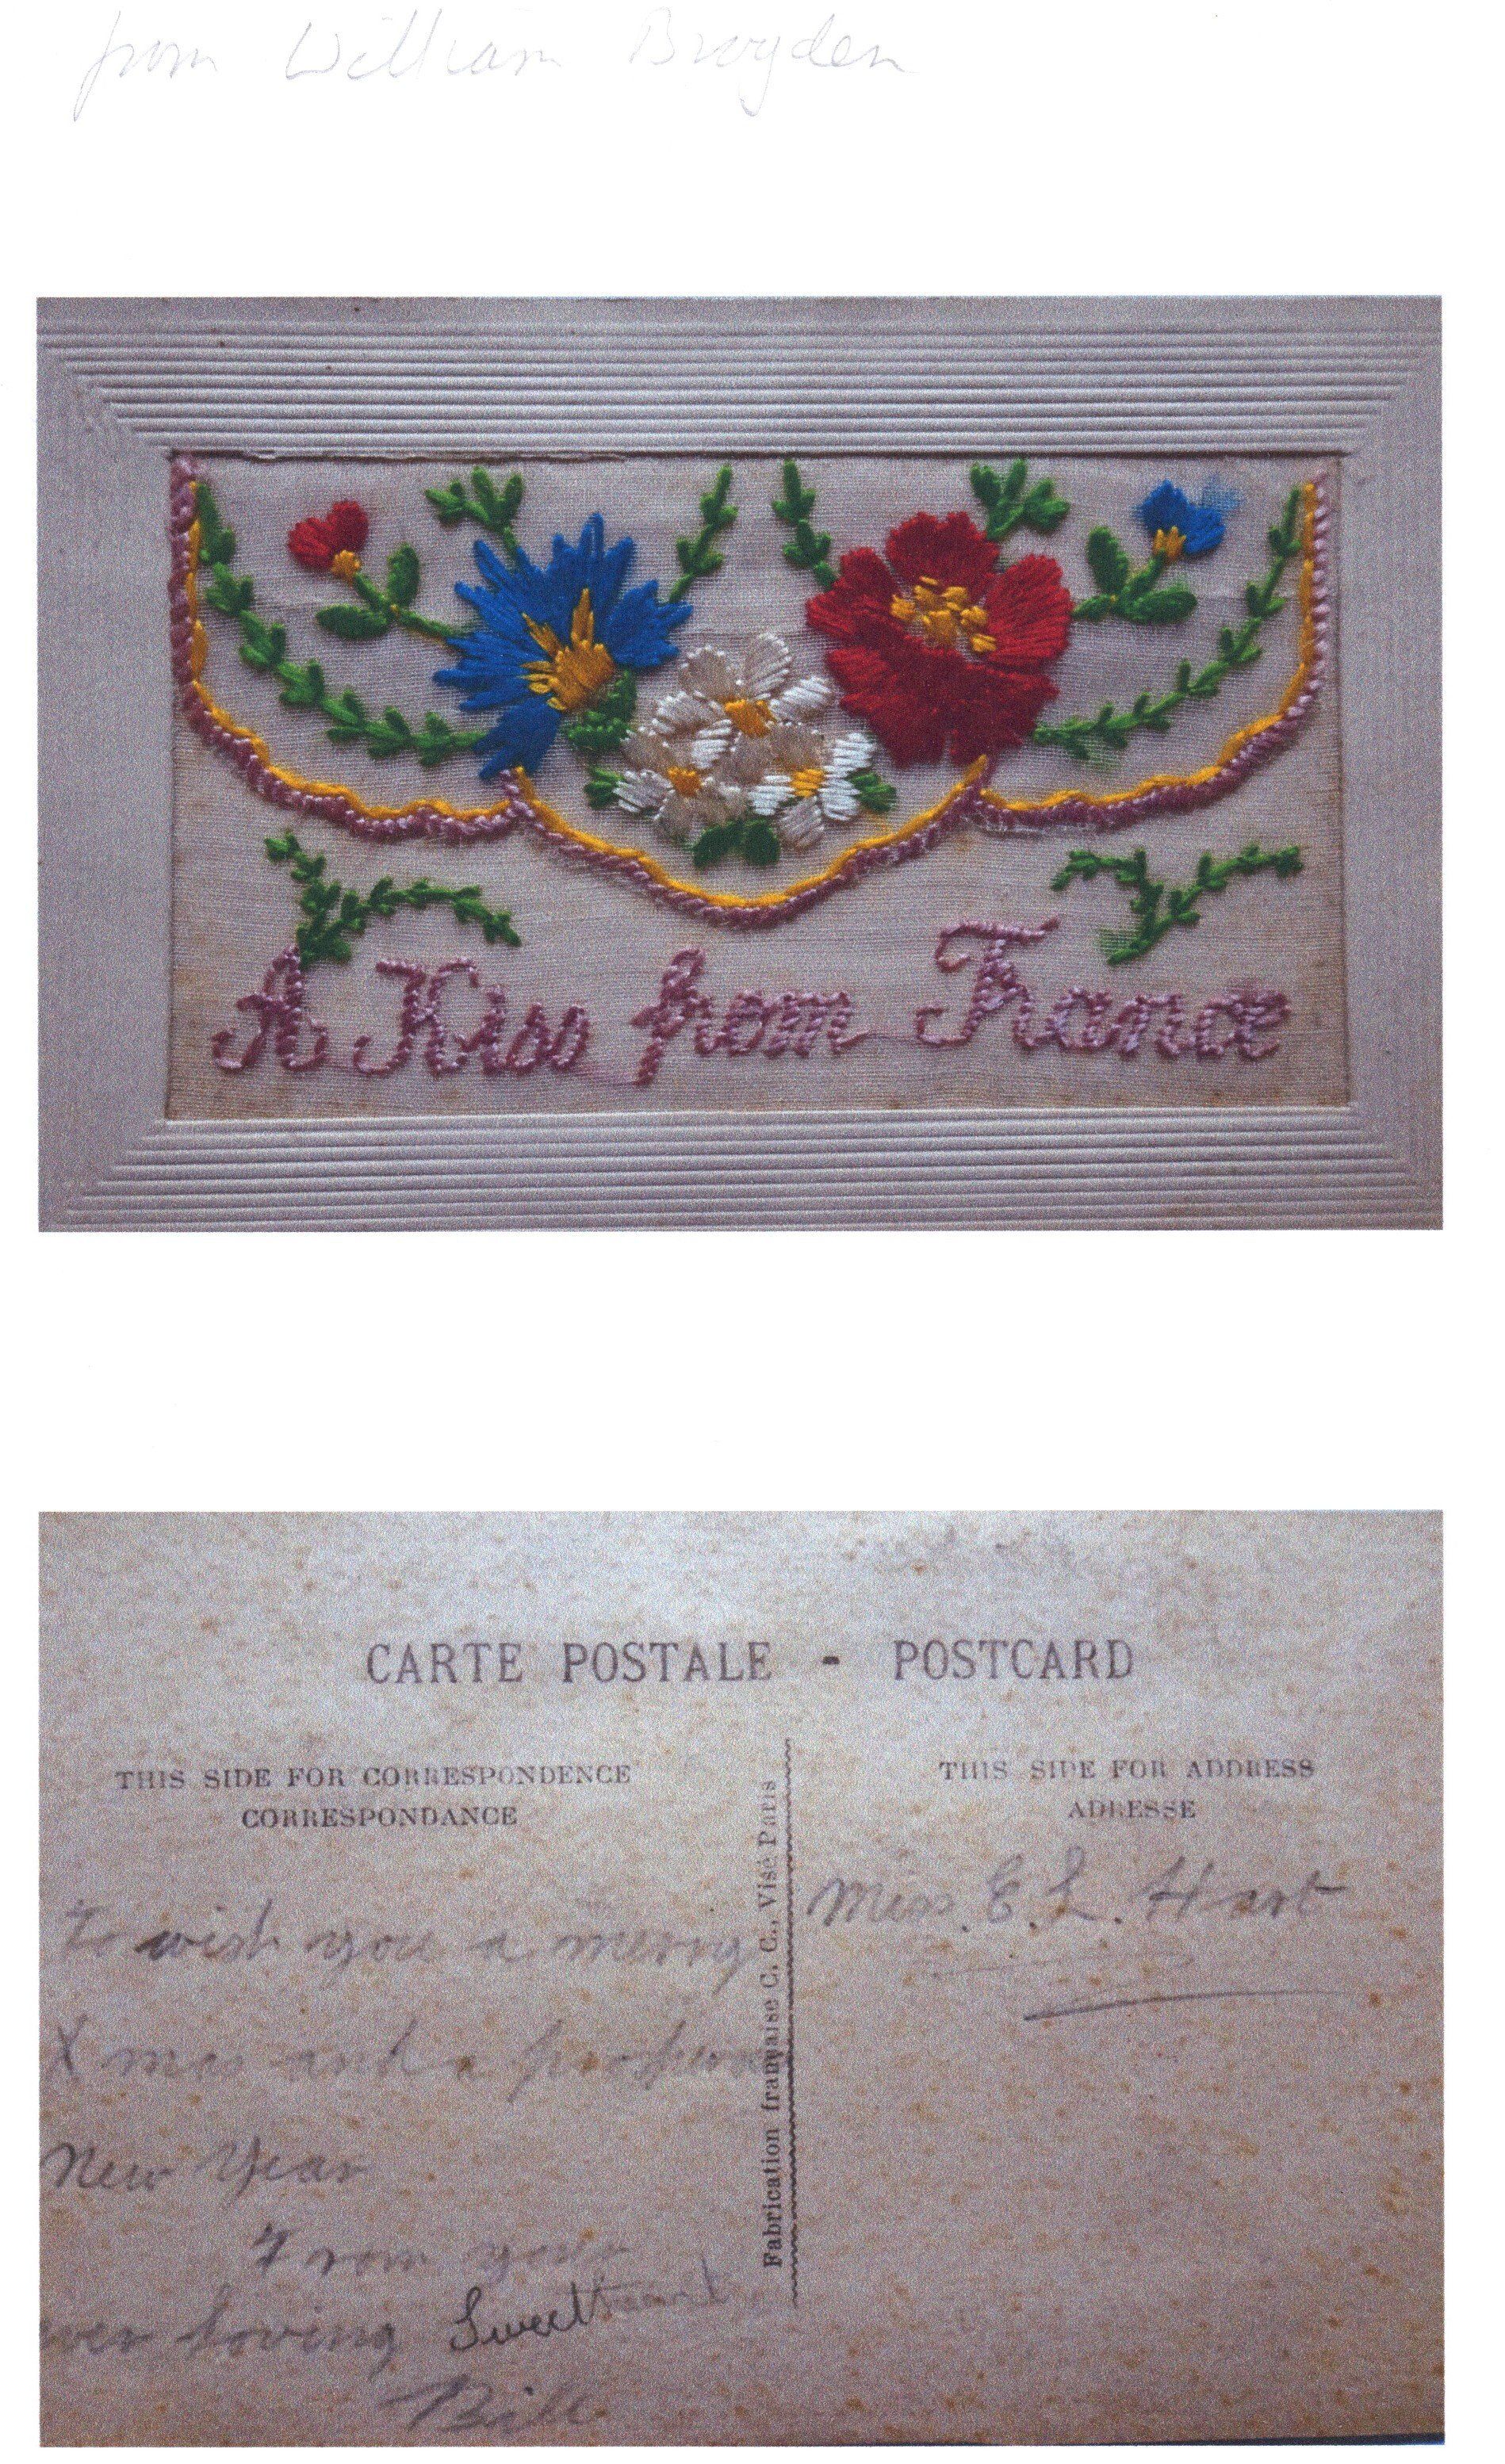 from William Brogden
A Kiss from France
CARTE POSTALE - POSTCARD
THIS SIDE FOR CORRESPONDENCE
CORRESPONDANCE
to wish you a merry
Xmas and a prosperous
New Year
From your
ever loving Sweetheart
Bill
Fabrication française C. C., Visé Paris
THIS SIDE FOR ADDRESS
ADRESSE
Miss. E. L. Hart